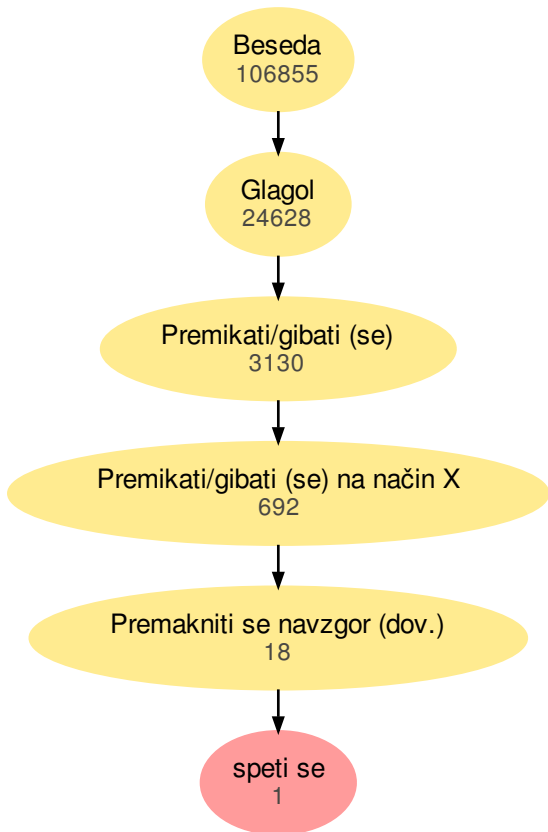 Beseda
106855
Glagol
24628
Premikati/gibati (se)
3130
Premikati/gibati (se) na način X
692
Premakniti se navzgor (dov.)
18
speti se
1